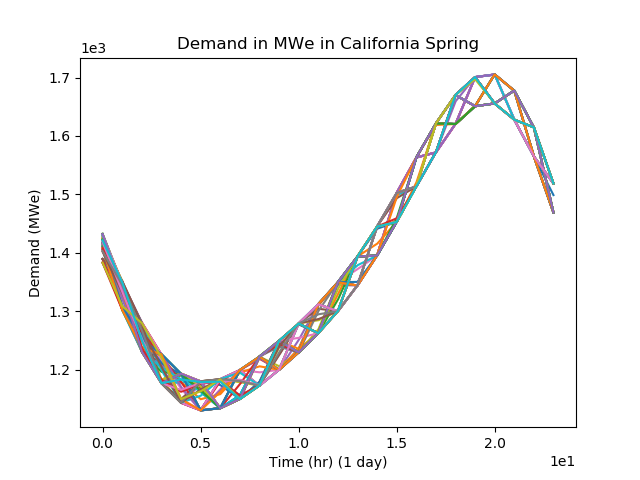 Demand in MWe in California Spring
1e3
1.7
1.6
1.5
1.4
1.3
1.2
Demand (MWe)
0.0 0.5 1.0 1.5 2.0
1e1
Time (hr) (1 day)